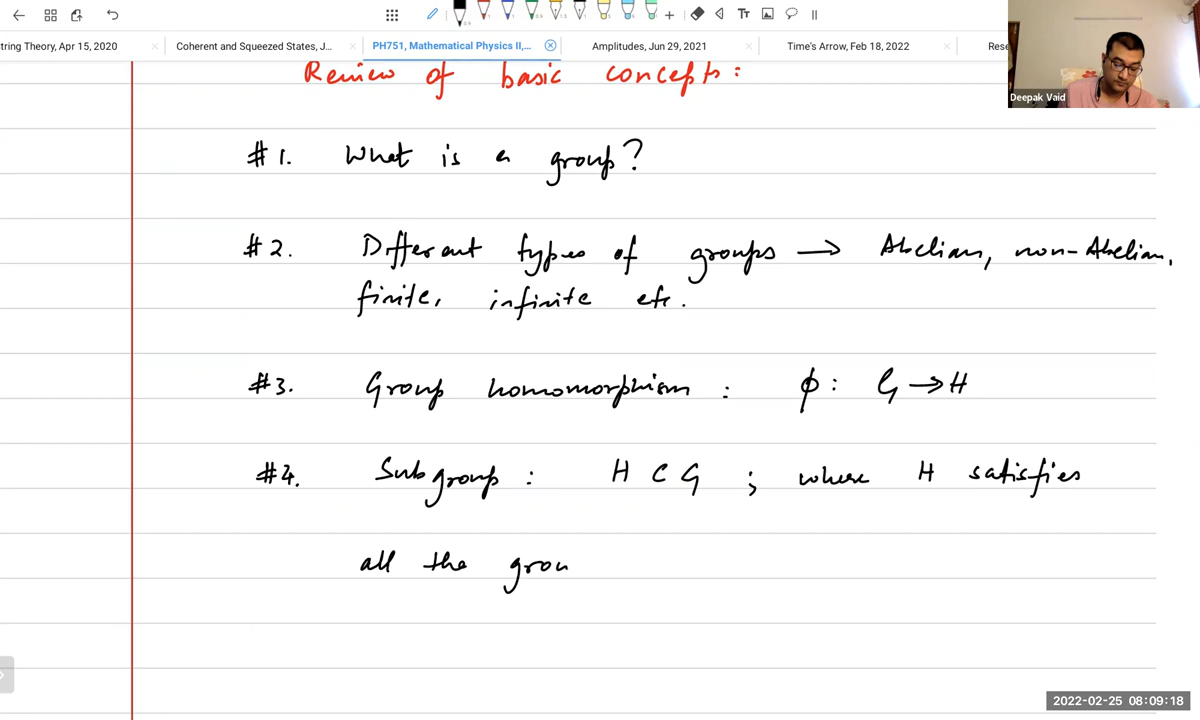 tring Theory, Apr 15, 2020 Coherent and Squeezed States, J... PH751, Mathematical Physics II,... Amplitudes, Jun 29, 2021 Time's Arrow, Feb 18, 2022 Rese
Deepak Vaid
Review of basic concepts:
#1. What is a group?
#2. Different types of groups → Abelian, non-Abelian,
finite, infinite etc.
#3. Group homomorphism : φ: G → H
#4. Subgroup : H ⊂ G ; where H satisfies
all the grou
2022-02-25 08:09:18